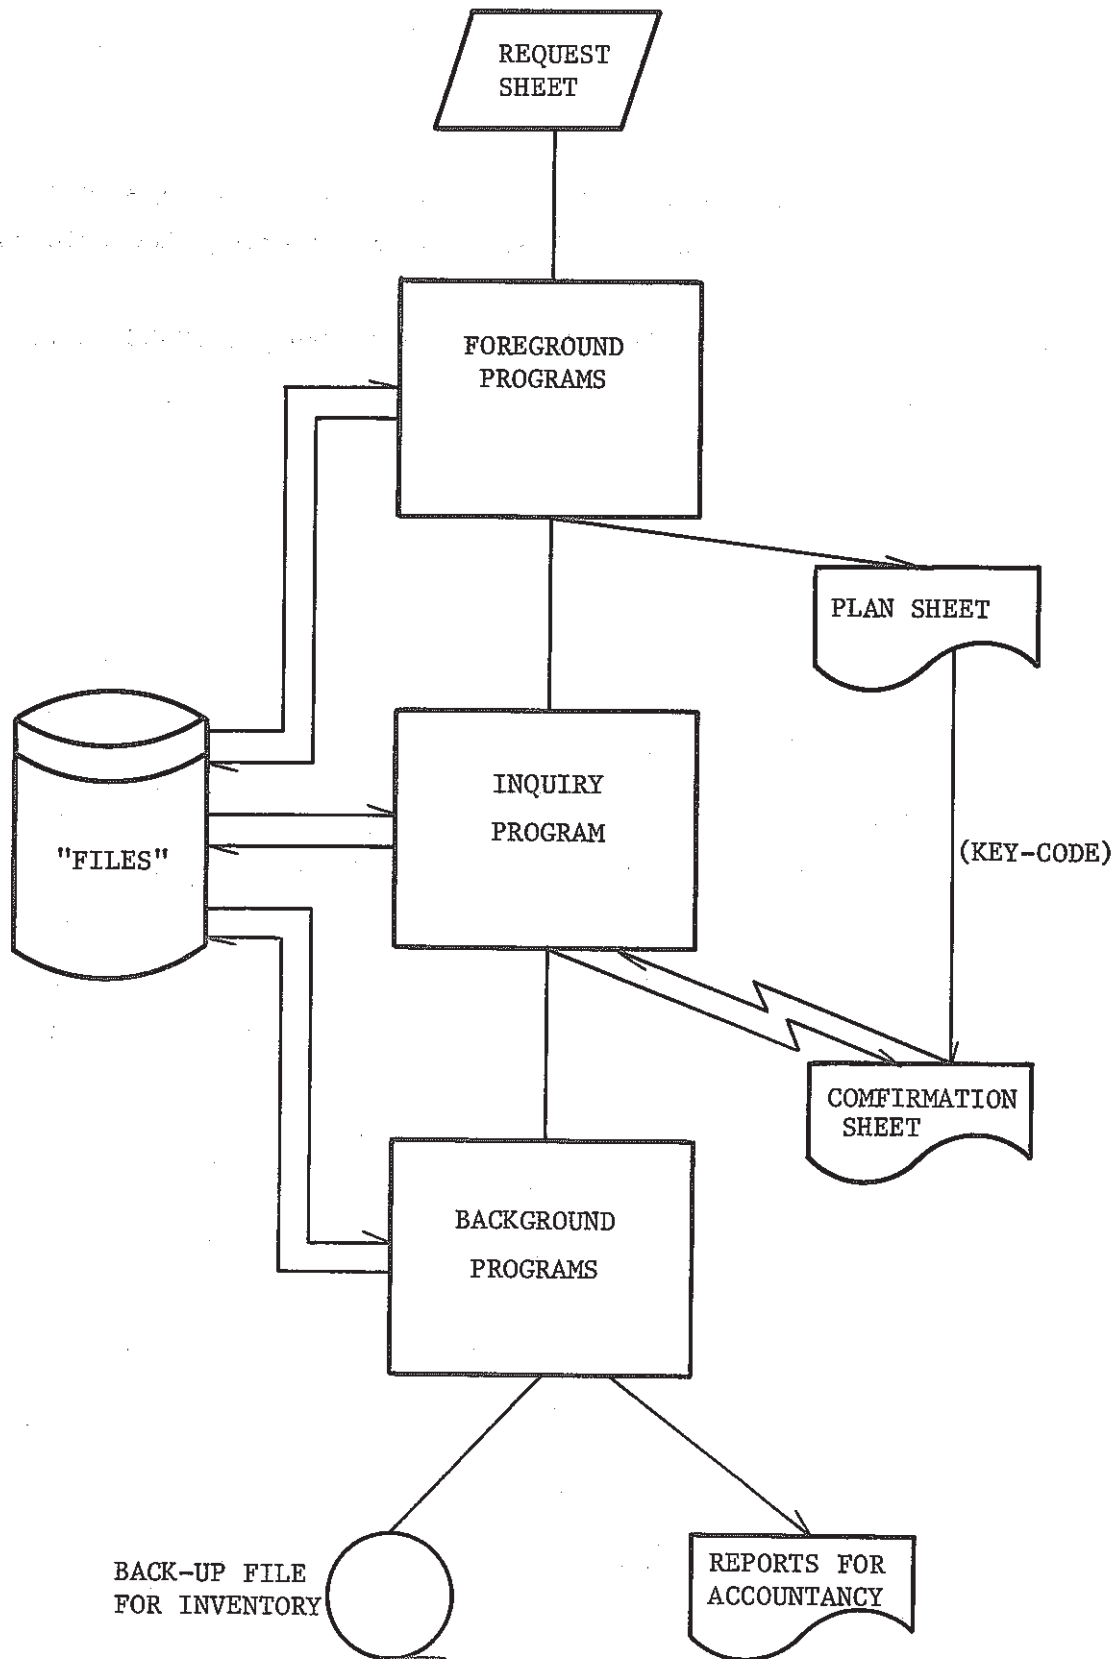 REQUEST
SHEET
FOREGROUND
PROGRAMS
PLAN SHEET
INQUIRY
PROGRAM
"FILES"
(KEY-CODE)
COMFIRMATION
SHEET
BACKGROUND
PROGRAMS
BACK-UP FILE
FOR INVENTORY
REPORTS FOR
ACCOUNTANCY